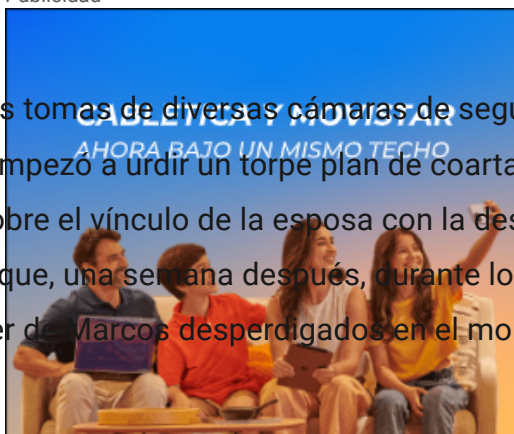 Publicidad
s tomas de diversas cámaras de segu
CABLETICA Y MOVISTAR
AHORA BAJO UN MISMO TECHO
mpezó a urdir un torpe plan de coarta
obre el vínculo de la esposa con la des
que, una semana después, durante lo
er de Marcos desperdigados en el mo